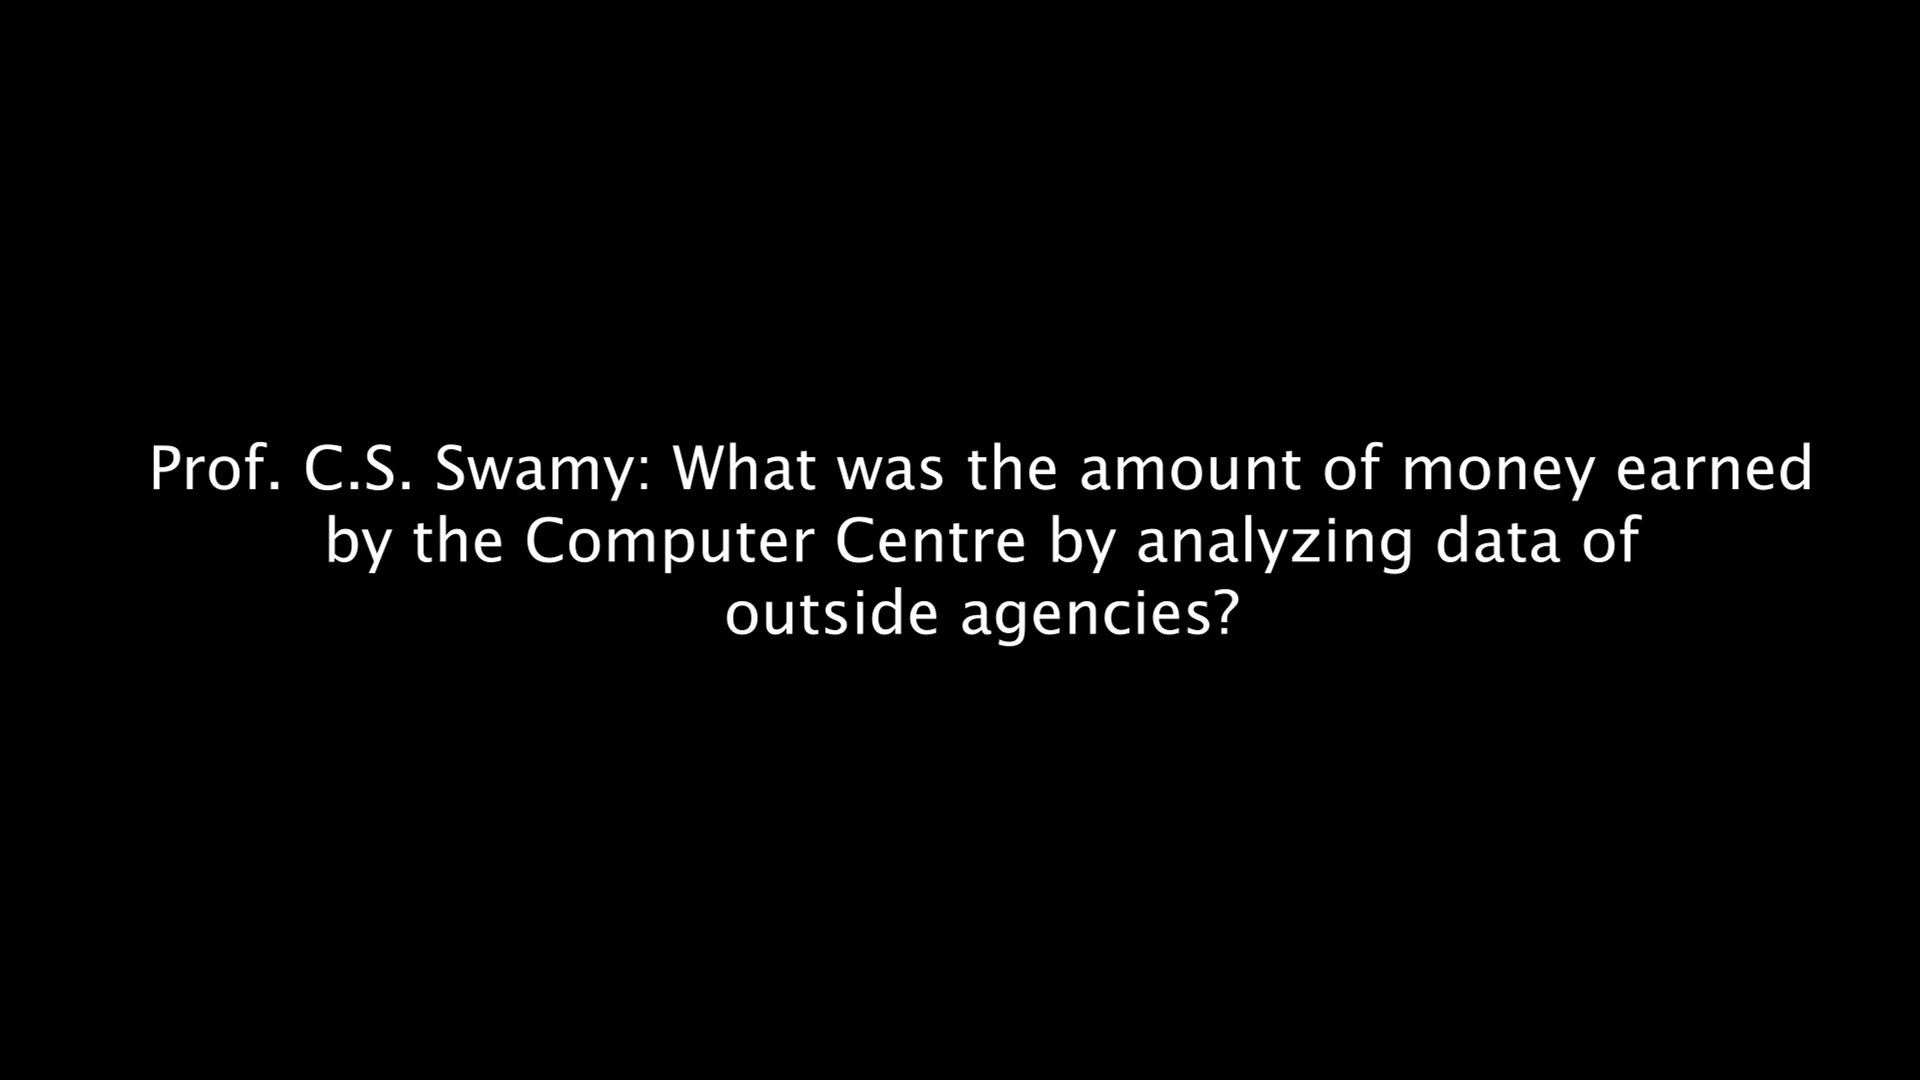 Prof. C.S. Swamy: What was the amount of money earned
by the Computer Centre by analyzing data of
outside agencies?